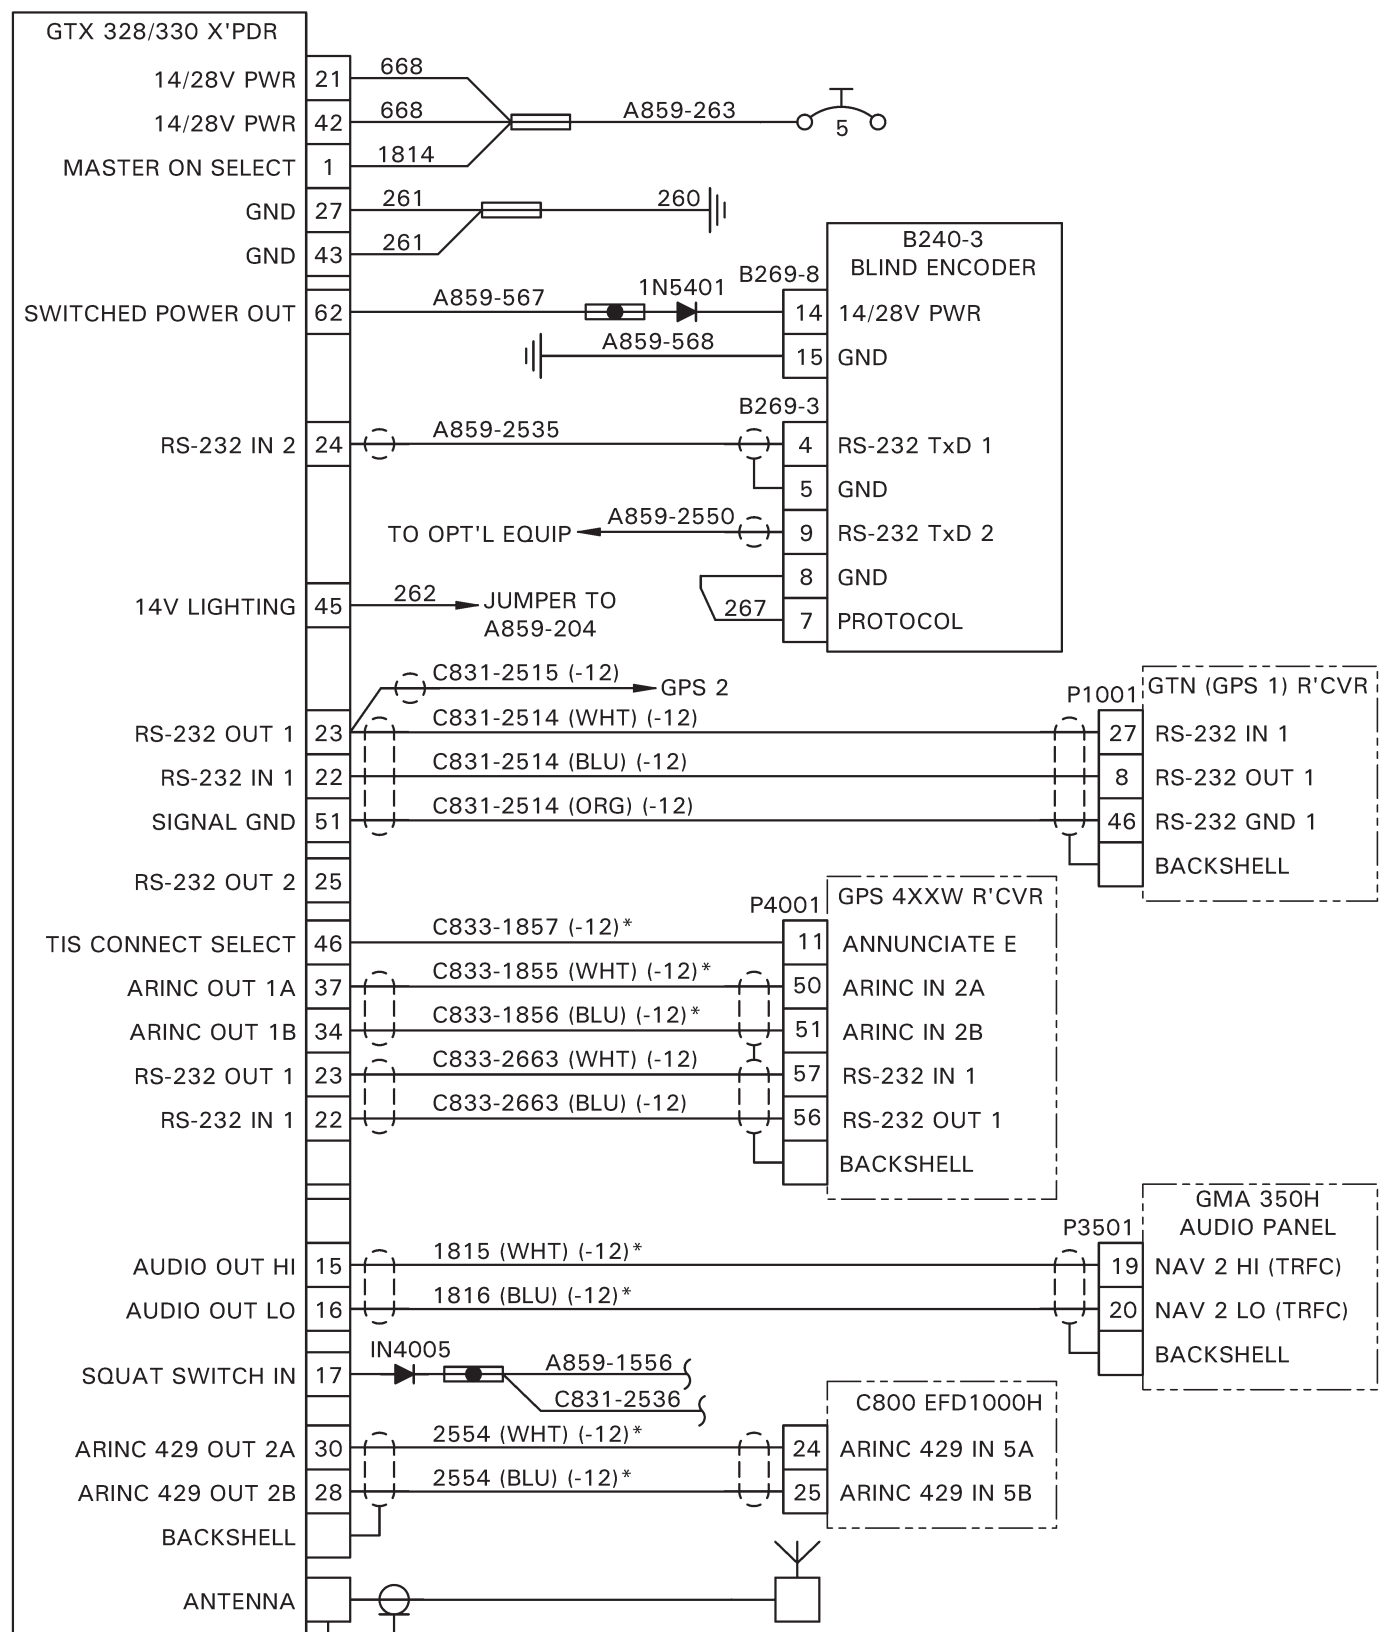 GTX 328/330 X'PDR
14/28V PWR 21 668
14/28V PWR 42 668 A859-263 5
MASTER ON SELECT 1 1814
GND 27 261 260
GND 43 261
B240-3
BLIND ENCODER
B269-8
SWITCHED POWER OUT 62 A859-567 1N5401 14 14/28V PWR
A859-568 15 GND
B269-3
RS-232 IN 2 24 A859-2535 4 RS-232 TxD 1
5 GND
TO OPT'L EQUIP A859-2550 9 RS-232 TxD 2
8 GND
267 7 PROTOCOL
14V LIGHTING 45 262 JUMPER TO
A859-204
C831-2515 (-12) GPS 2
P1001 GTN (GPS 1) R'CVR
RS-232 OUT 1 23 C831-2514 (WHT) (-12) 27 RS-232 IN 1
RS-232 IN 1 22 C831-2514 (BLU) (-12) 8 RS-232 OUT 1
SIGNAL GND 51 C831-2514 (ORG) (-12) 46 RS-232 GND 1
BACKSHELL
RS-232 OUT 2 25
P4001 GPS 4XXW R'CVR
TIS CONNECT SELECT 46 C833-1857 (-12)* 11 ANNUNCIATE E
ARINC OUT 1A 37 C833-1855 (WHT) (-12)* 50 ARINC IN 2A
ARINC OUT 1B 34 C833-1856 (BLU) (-12)* 51 ARINC IN 2B
RS-232 OUT 1 23 C833-2663 (WHT) (-12) 57 RS-232 IN 1
RS-232 IN 1 22 C833-2663 (BLU) (-12) 56 RS-232 OUT 1
BACKSHELL
GMA 350H
AUDIO PANEL
P3501
AUDIO OUT HI 15 1815 (WHT) (-12)* 19 NAV 2 HI (TRFC)
AUDIO OUT LO 16 1816 (BLU) (-12)* 20 NAV 2 LO (TRFC)
BACKSHELL
SQUAT SWITCH IN 17 IN4005 A859-1556
C831-2536
C800 EFD1000H
ARINC 429 OUT 2A 30 2554 (WHT) (-12)* 24 ARINC 429 IN 5A
ARINC 429 OUT 2B 28 2554 (BLU) (-12)* 25 ARINC 429 IN 5B
BACKSHELL
ANTENNA